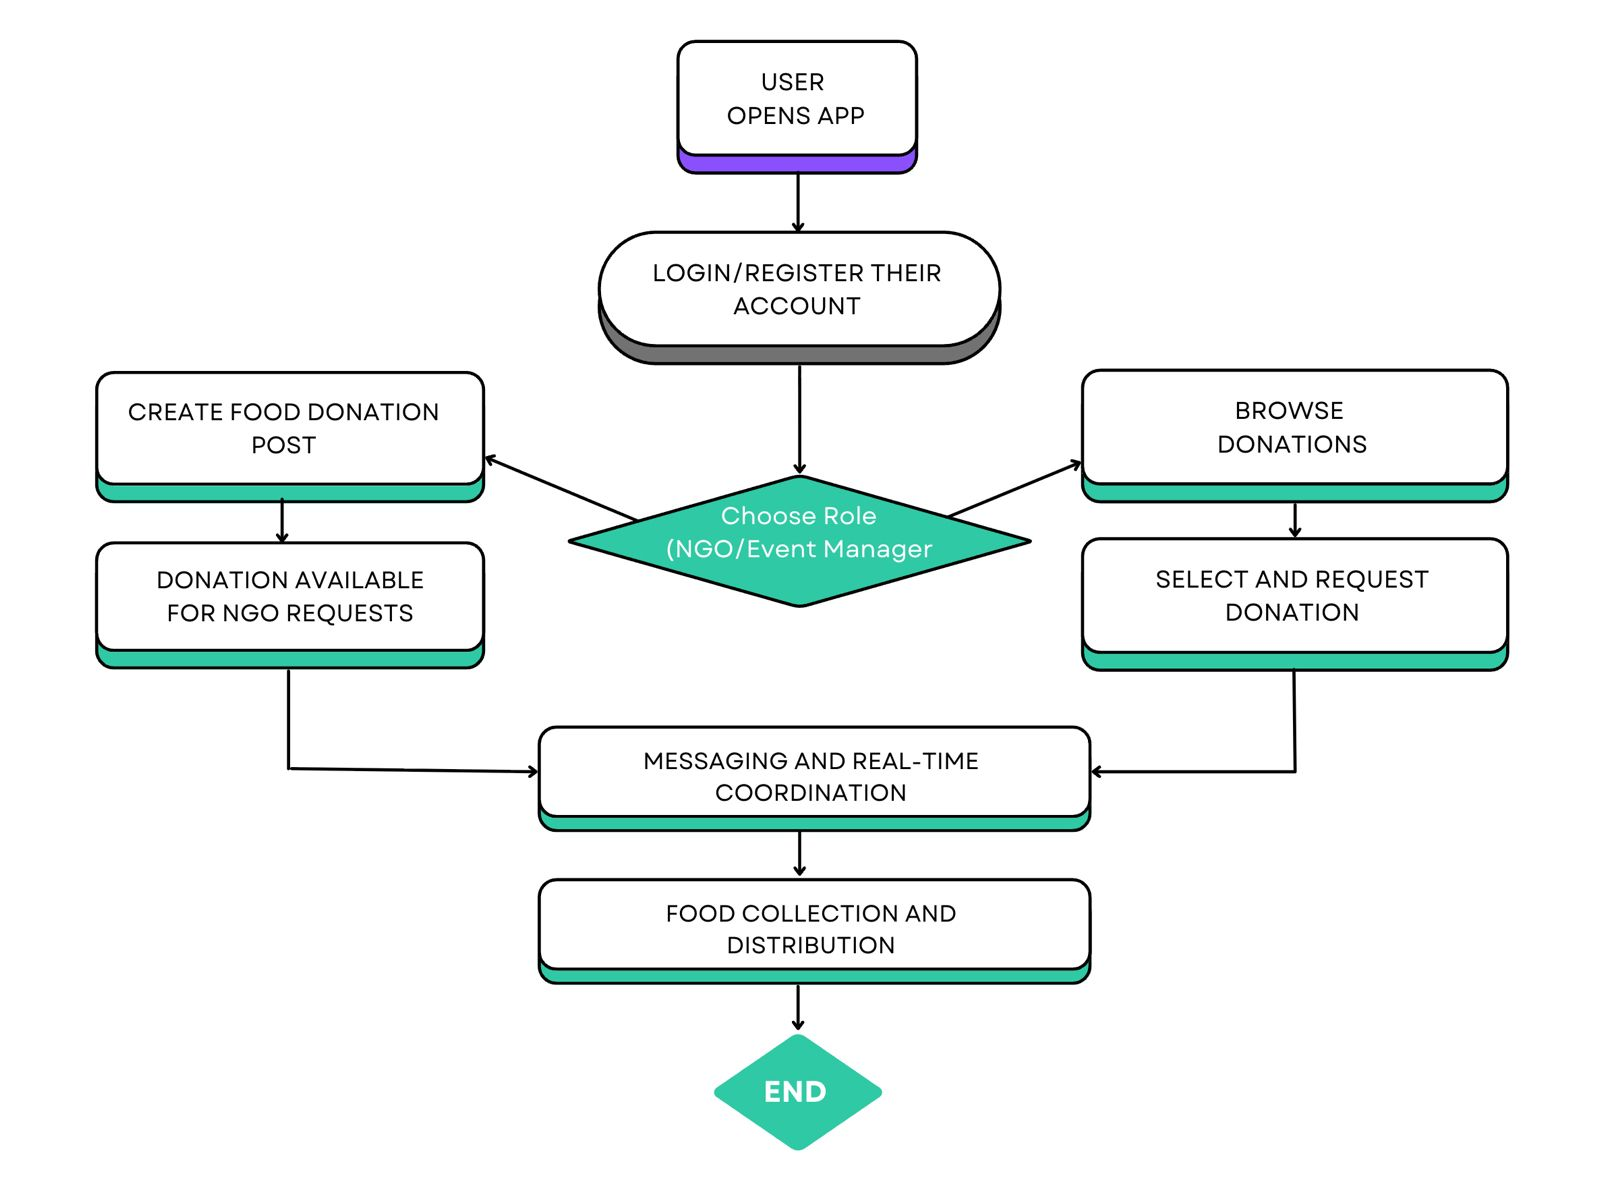 USER
OPENS APP
LOGIN/REGISTER THEIR
ACCOUNT
CREATE FOOD DONATION
POST
BROWSE
DONATIONS
Choose Role
(NGO/Event Manager
DONATION AVAILABLE
FOR NGO REQUESTS
SELECT AND REQUEST
DONATION
MESSAGING AND REAL-TIME
COORDINATION
FOOD COLLECTION AND
DISTRIBUTION
END